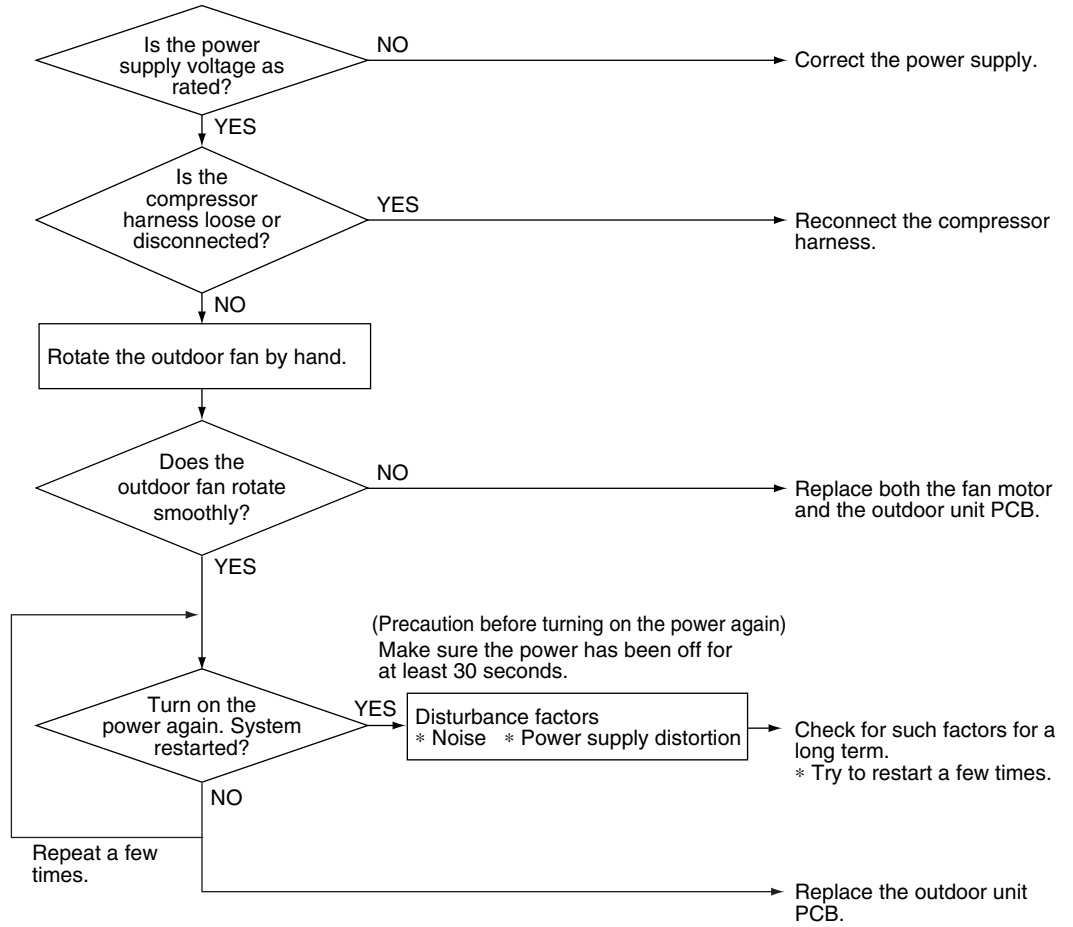 Is the power
supply voltage as
rated?
NO
Correct the power supply.
YES
Is the
compressor
harness loose or
disconnected?
YES
Reconnect the compressor
harness.
NO
Rotate the outdoor fan by hand.
Does the
outdoor fan rotate
smoothly?
NO
Replace both the fan motor
and the outdoor unit PCB.
YES
(Precaution before turning on the power again)
Make sure the power has been off for
at least 30 seconds.
Turn on the
power again. System
restarted?
YES
Disturbance factors
∗ Noise ∗ Power supply distortion
Check for such factors for a
long term.
∗ Try to restart a few times.
NO
Repeat a few
times.
Replace the outdoor unit
PCB.